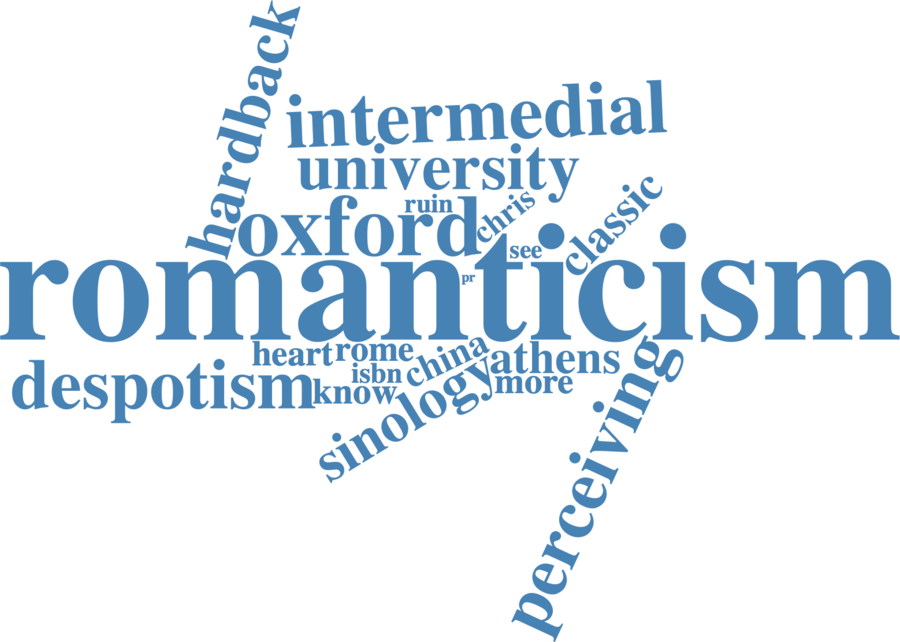 hardback
intermedial
university
ruin
chris
classic
oxford
see
romanticism
pr
heart
rome
china
athens
despotism
isbn
know
more
sinology
perceiving